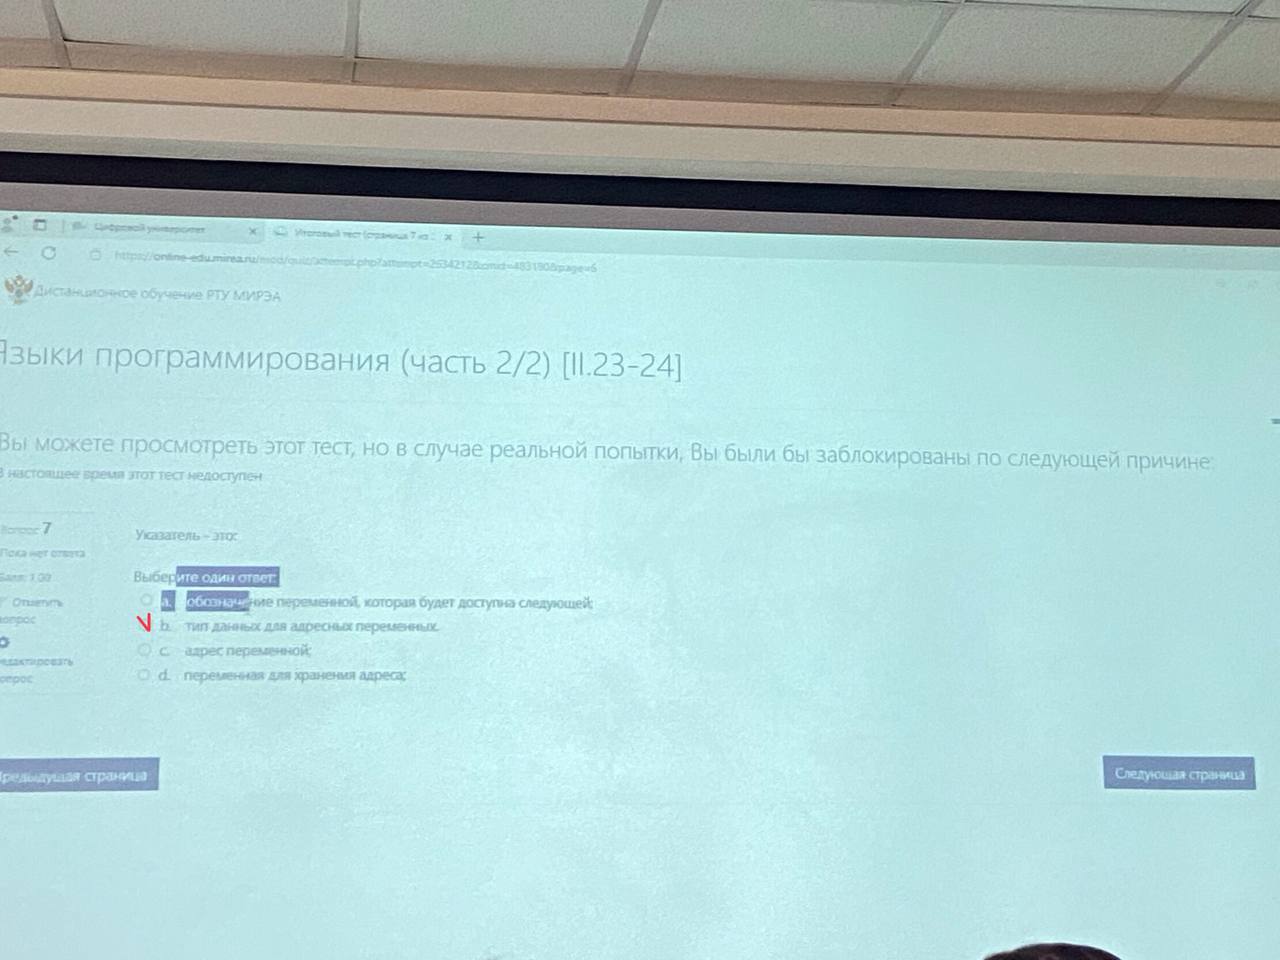 Цифровой университет
Итоговый тест (страница 7 из ...
https://online-edu.mirea.ru/mod/quiz/attempt.php?attempt=2534212&cmid=483190&page=6
Дистанционное обучение РТУ МИРЭА
Языки программирования (часть 2/2) [II.23-24]
Вы можете просмотреть этот тест, но в случае реальной попытки, Вы были бы заблокированы по следующей причине:
В настоящее время этот тест недоступен
Вопрос 7
Пока нет ответа
Балл: 1,00
Отметить
вопрос
Редактировать
вопрос
Указатель – это:
Выберите один ответ:
a. обозначение переменной, которая будет доступна следующей;
b. тип данных для адресных переменных.
c. адрес переменной;
d. переменная для хранения адреса;
Предыдущая страница
Следующая страница